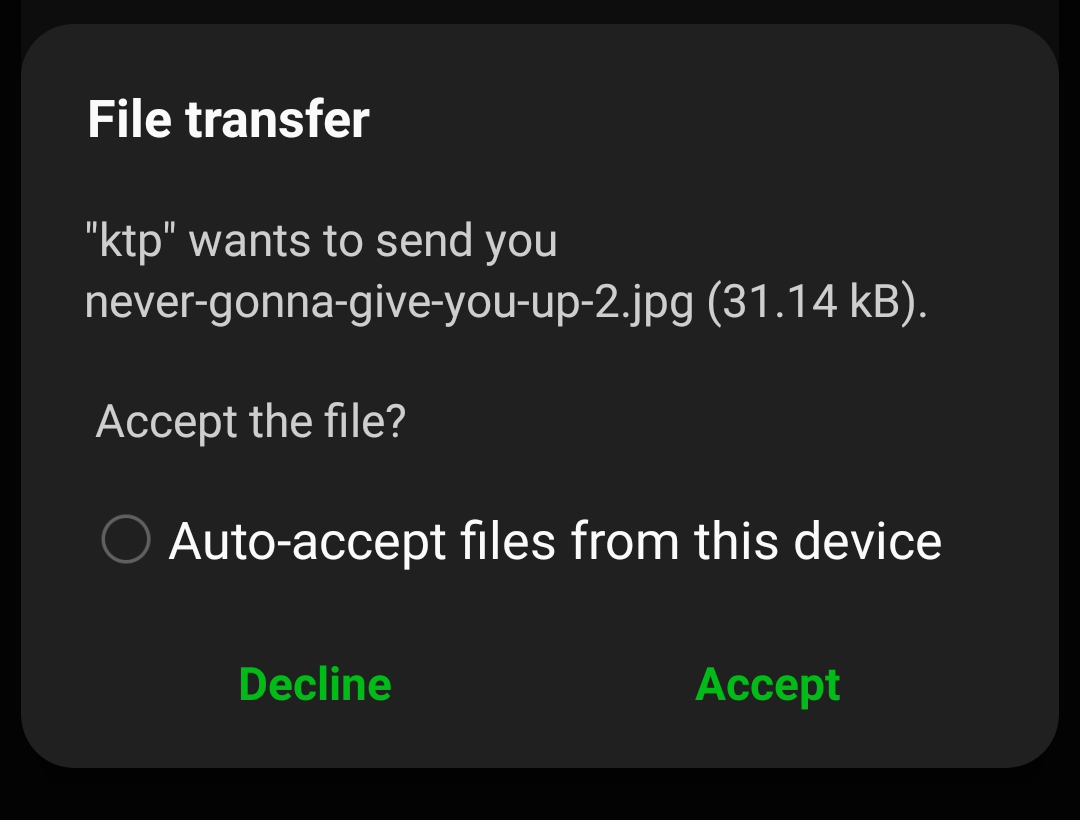 File transfer
"ktp" wants to send you
never-gonna-give-you-up-2.jpg (31.14 kB).
Accept the file?
Auto-accept files from this device
Decline
Accept